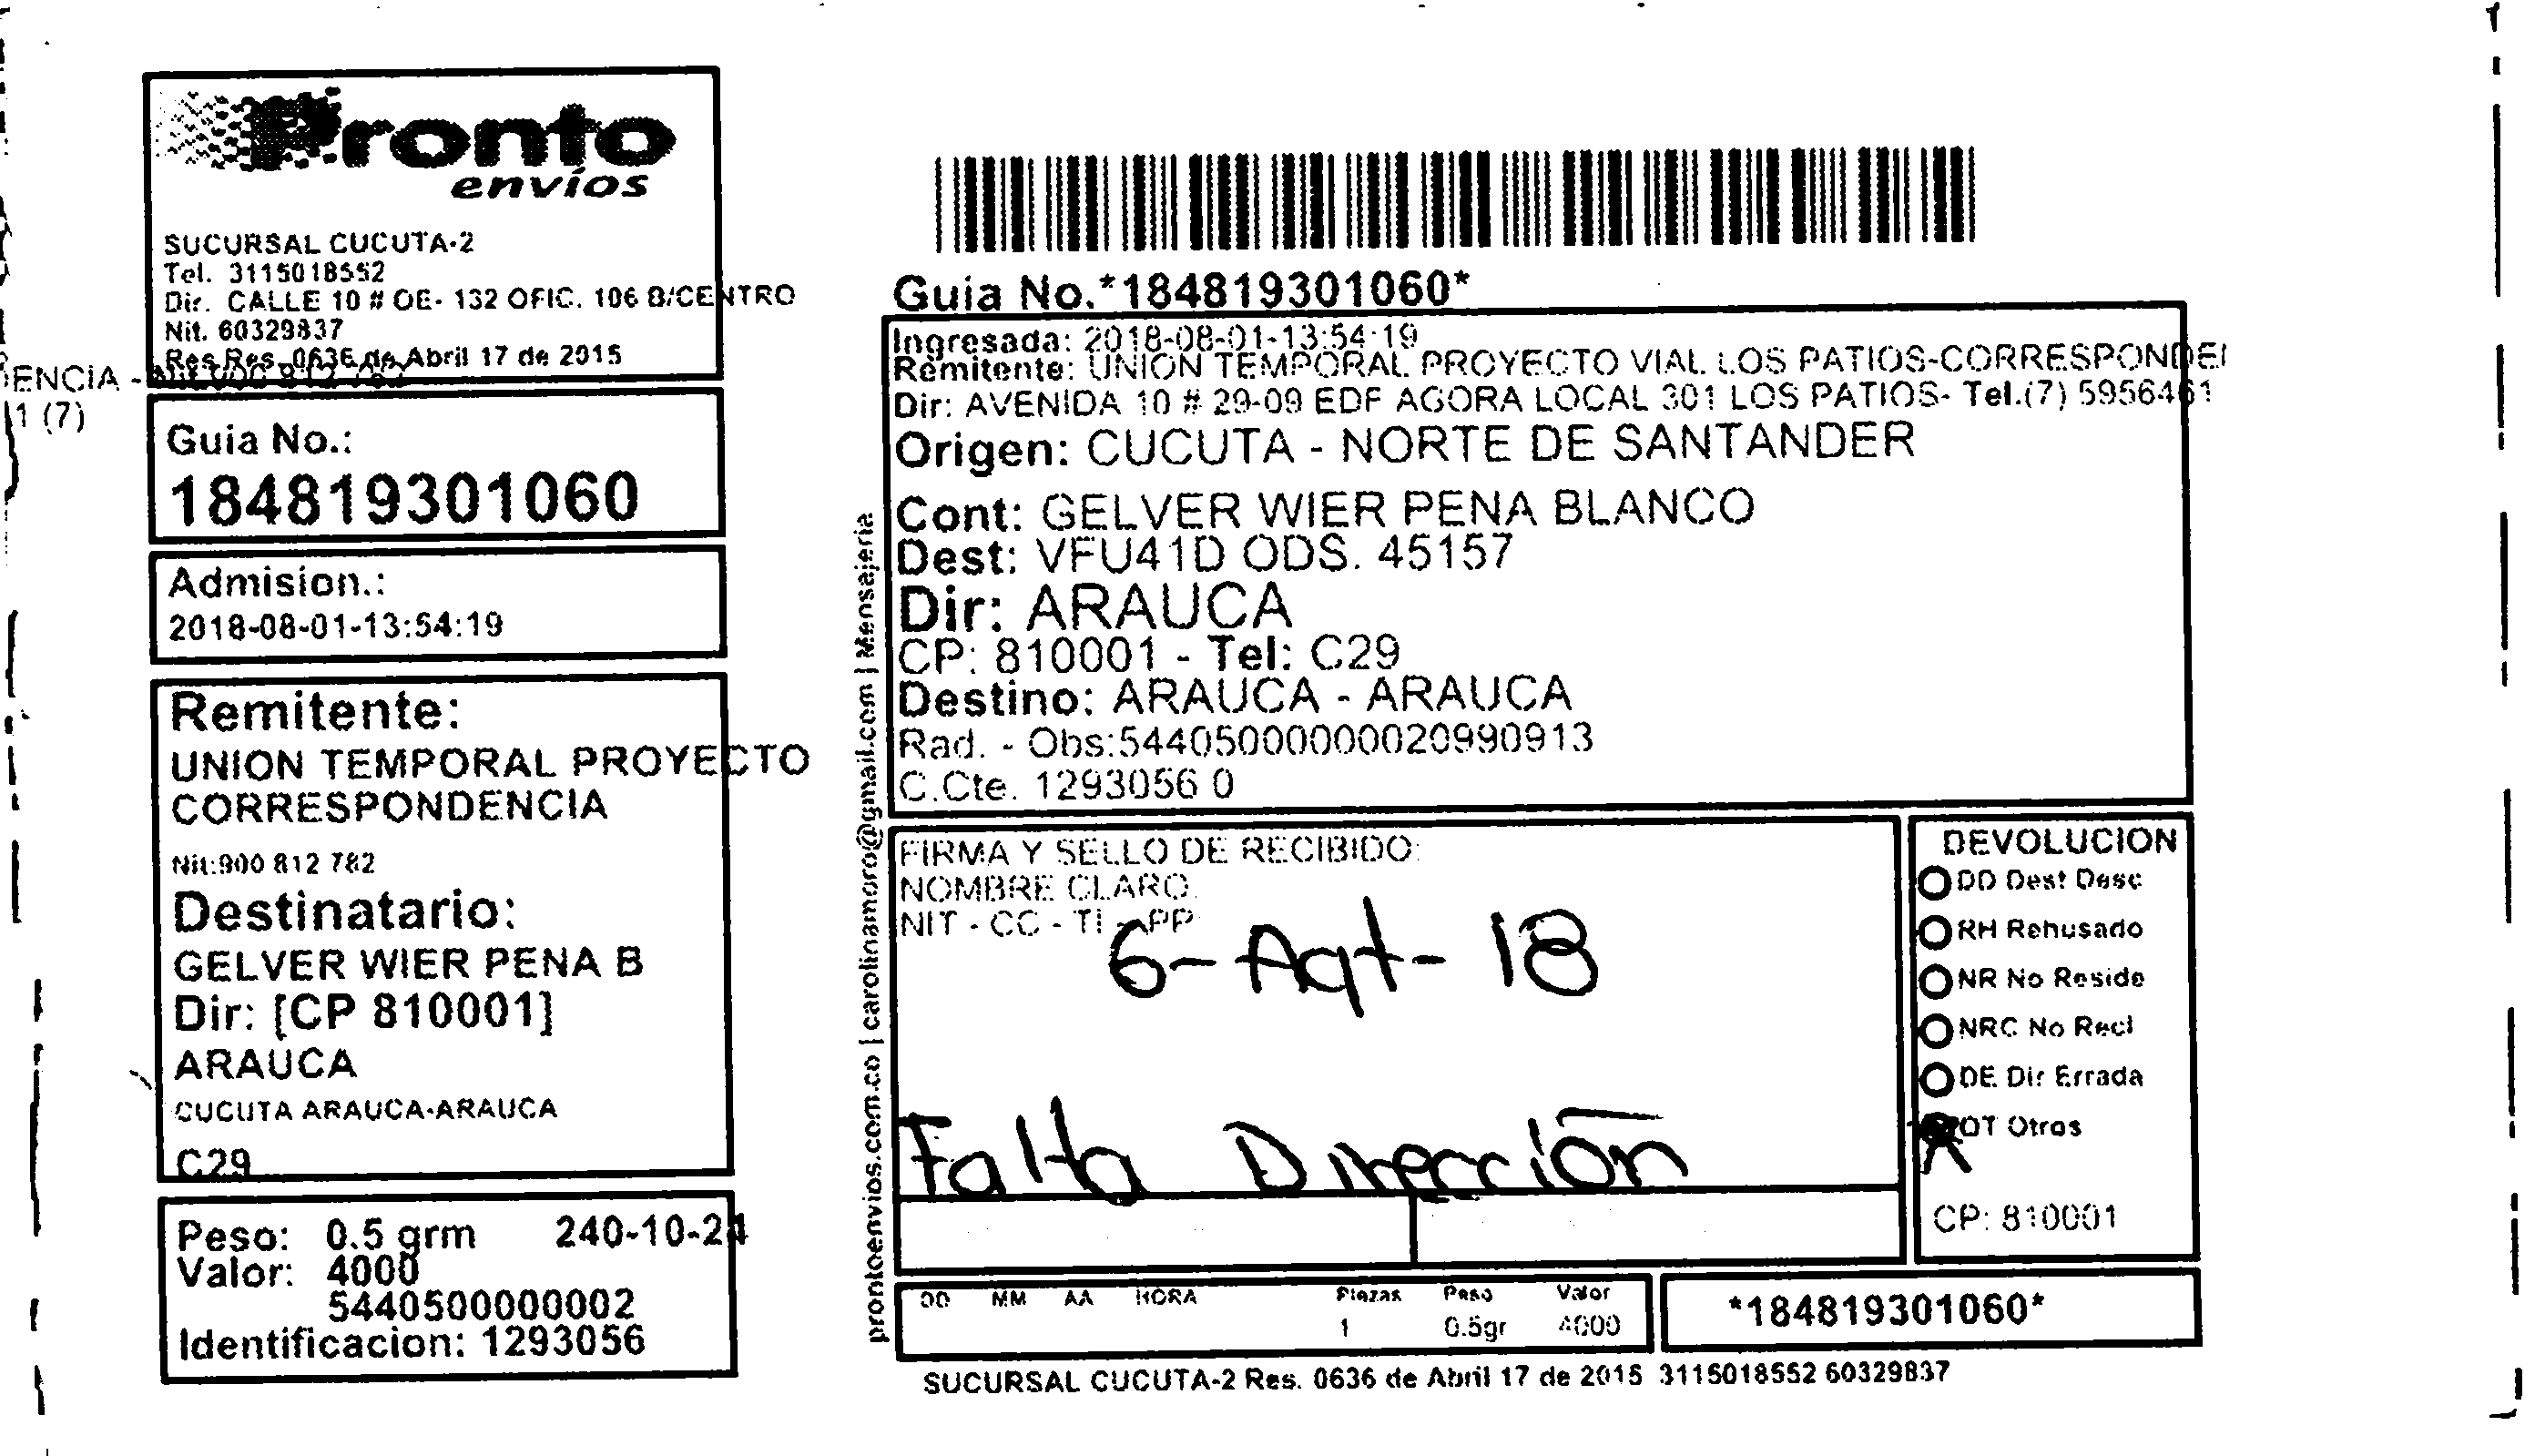 Pronto
envíos
SUCURSAL CUCUTA-2
Tel. 3115018552
Dir. CALLE 10 # OE- 132 OFIC. 106 B/CENTRO
Nit. 60329837
Res.Res. 0636 de Abril 17 de 2015
ENCIA -
1 (7)
Guia No.:
184819301060
Admision.:
2018-08-01-13:54:19
Remitente:
UNION TEMPORAL PROYECTO
CORRESPONDENCIA
Nit:900 812 782
Destinatario:
GELVER WIER PENA B
Dir: [CP 810001]
ARAUCA
CUCUTA ARAUCA-ARAUCA
C29
Peso: 0.5 grm 240-10-24
Valor: 4000
5440500000002
Identificacion: 1293056
prontoenvios.com.co | carolinamoro@gmail.com | Mensajeria
Guia No.*184819301060*
Ingresada: 2018-08-01-13:54:19
Remitente: UNION TEMPORAL PROYECTO VIAL LOS PATIOS-CORRESPONDE
Dir: AVENIDA 10 # 29-09 EDF AGORA LOCAL 301 LOS PATIOS- Tel.(7) 5956461
Origen: CUCUTA - NORTE DE SANTANDER
Cont: GELVER WIER PENA BLANCO
Dest: VFU41D ODS. 45157
Dir: ARAUCA
CP: 810001 - Tel: C29
Destino: ARAUCA - ARAUCA
Rad. - Obs:54405000000020990913
C.Cte. 1293056 0
FIRMA Y SELLO DE RECIBIDO:
NOMBRE CLARO.
NIT - CC - TI - PP
6-Agt-18
Falta Dirección
DEVOLUCION
DD Dest Desc
RH Rehusado
NR No Reside
NRC No Recl
DE Dir Errada
OT Otros
CP: 810001
DD MM AA HORA Piezas Peso Valor
1 0.5gr 4000
*184819301060*
SUCURSAL CUCUTA-2 Res. 0636 de Abril 17 de 2015 3115018552 60329837